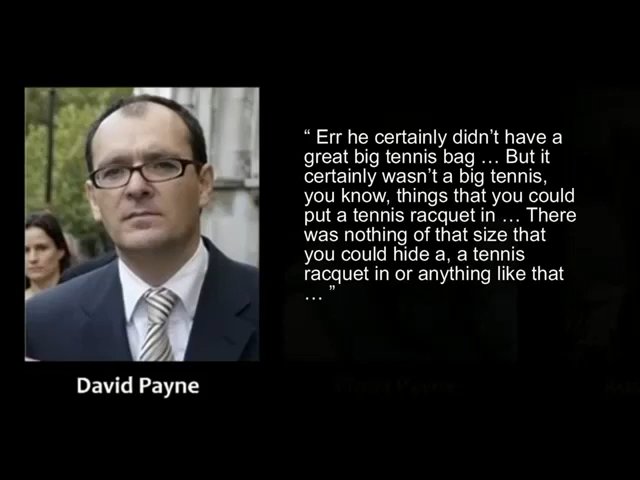 “ Err he certainly didn’t have a
great big tennis bag … But it
certainly wasn’t a big tennis,
you know, things that you could
put a tennis racquet in … There
was nothing of that size that
you could hide a, a tennis
racquet in or anything like that
… ”
David Payne